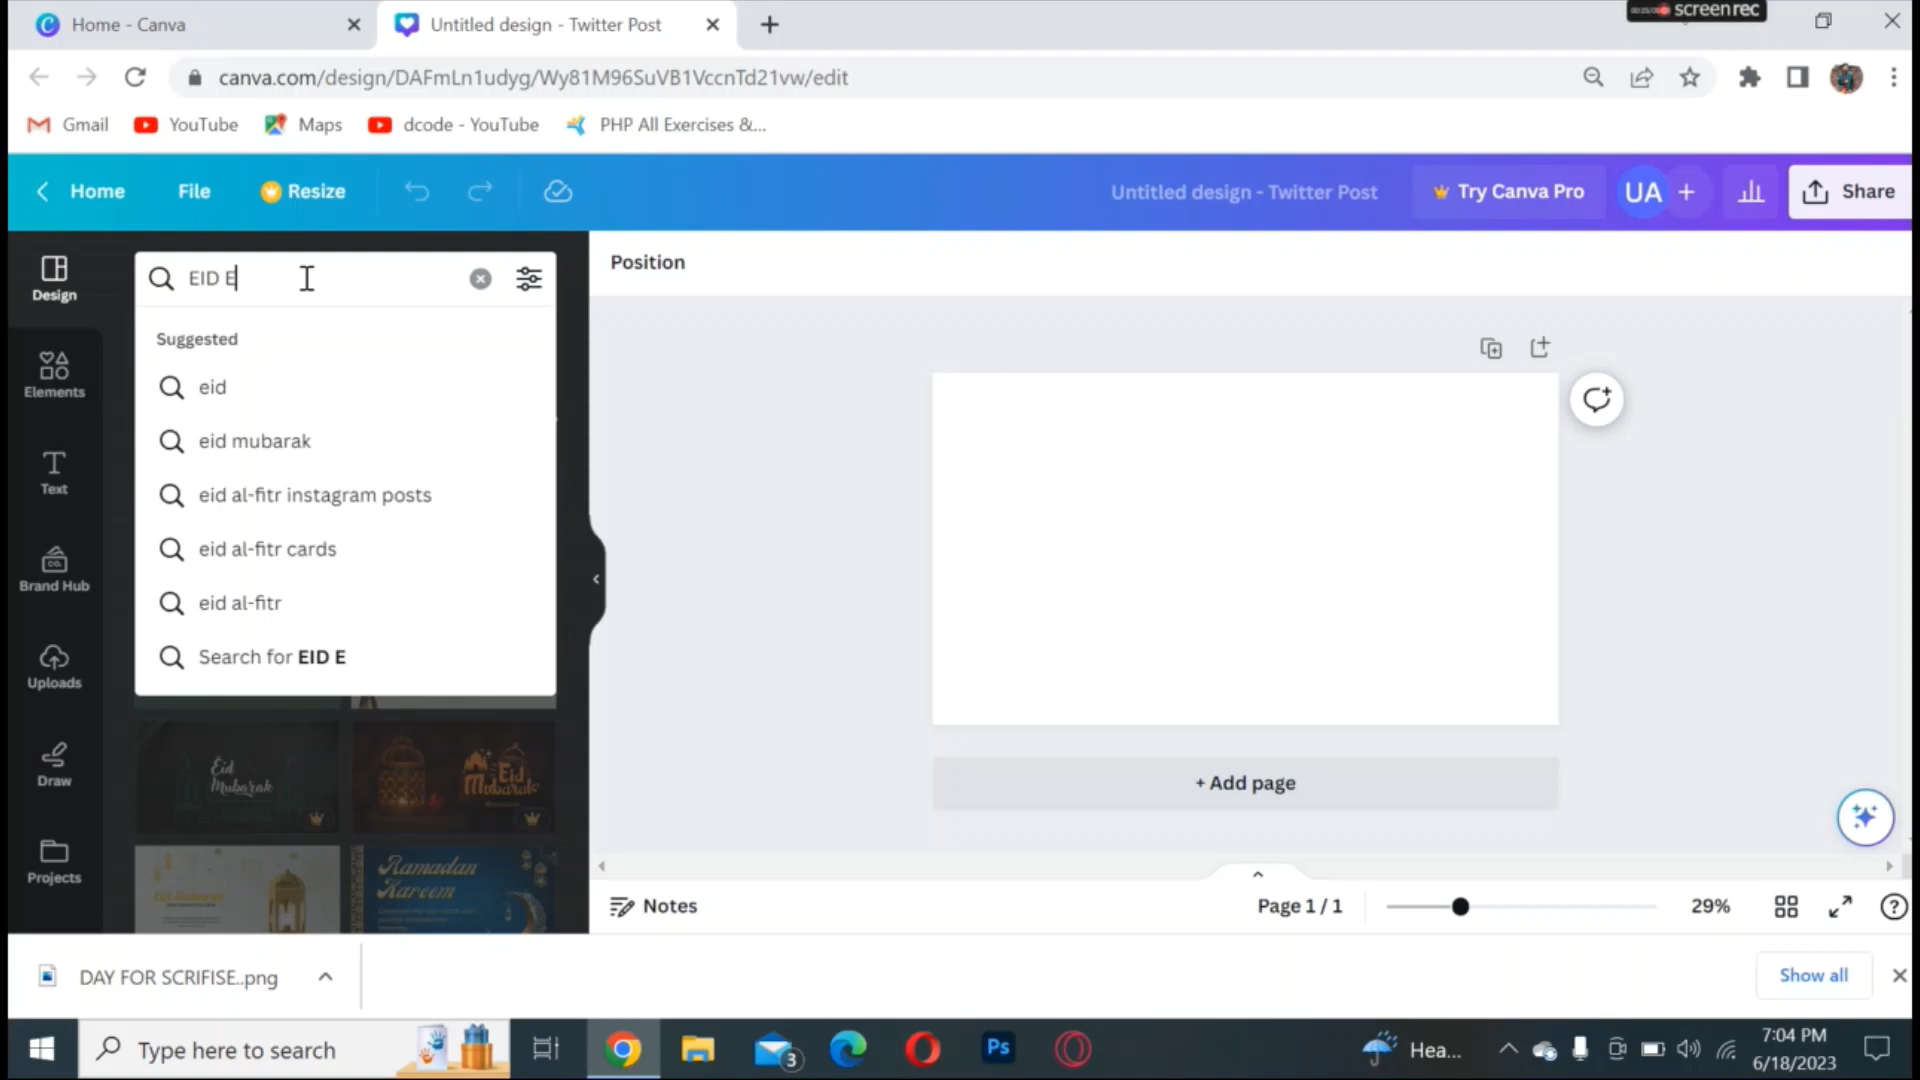 screenrec
Home - Canva
Untitled design - Twitter Post
canva.com/design/DAFmLn1udyg/Wy81M96SuVB1VccnTd21vw/edit
Gmail
YouTube
Maps
dcode - YouTube
PHP All Exercises &...
Home
File
Resize
Untitled design - Twitter Post
Try Canva Pro
UA
+
Share
Design
Elements
Text
Brand Hub
Uploads
Draw
Projects
EID E
Suggested
eid
eid mubarak
eid al-fitr instagram posts
eid al-fitr cards
eid al-fitr
Search for EID E
Eid
Mubarak
Eid
Mubarak
Eid Mubarak
Ramadan
Kareem
Position
+ Add page
Notes
Page 1 / 1
29%
DAY FOR SCRIFISE..png
Show all
Type here to search
3
Ps
Hea...
7:04 PM
6/18/2023